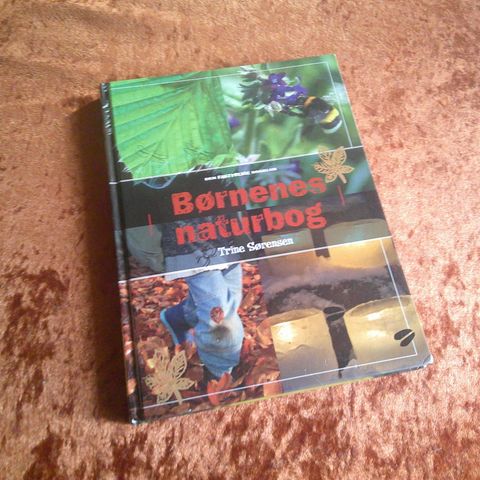 Børnenes
naturbog
Trine Sørensen